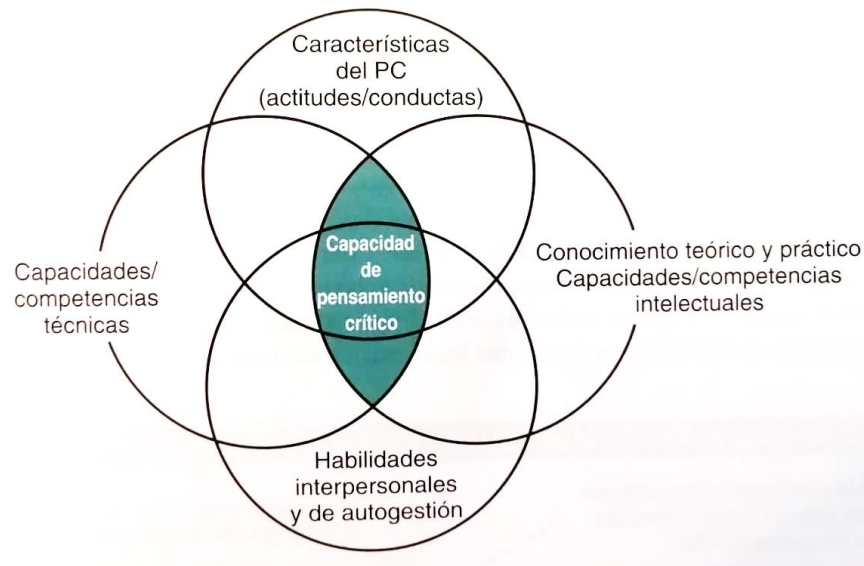 Características
del PC
(actitudes/conductas)
Capacidad
de
pensamiento
crítico
Capacidades/
competencias
técnicas
Conocimiento teórico y práctico
Capacidades/competencias
intelectuales
Habilidades
interpersonales
y de autogestión